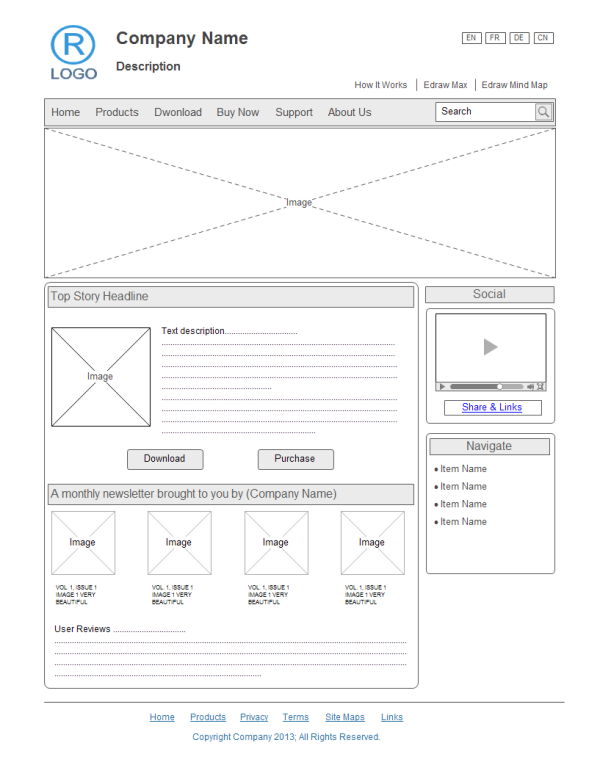 R
LOGO
Company Name
Description
EN FR DE CN
How It Works Edraw Max Edraw Mind Map
Home Products Dwonload Buy Now Support About Us Search
Image
Top Story Headline
Image
Text description..................................
Download Purchase
A monthly newsletter brought to you by (Company Name)
Image Image Image Image
VOL. 1, ISSUE 1 VOL. 1, ISSUE 1 VOL. 1, ISSUE 1 VOL. 1, ISSUE 1
IMAGE 1 VERY IMAGE 1 VERY IMAGE 1 VERY IMAGE 1 VERY
BEAUTIFUL BEAUTIFUL BEAUTIFUL BEAUTIFUL
User Reviews ..................................
Social
Share & Links
Navigate
• Item Name
• Item Name
• Item Name
• Item Name
Home Products Privacy Terms Site Maps Links
Copyright Company 2013; All Rights Reserved.